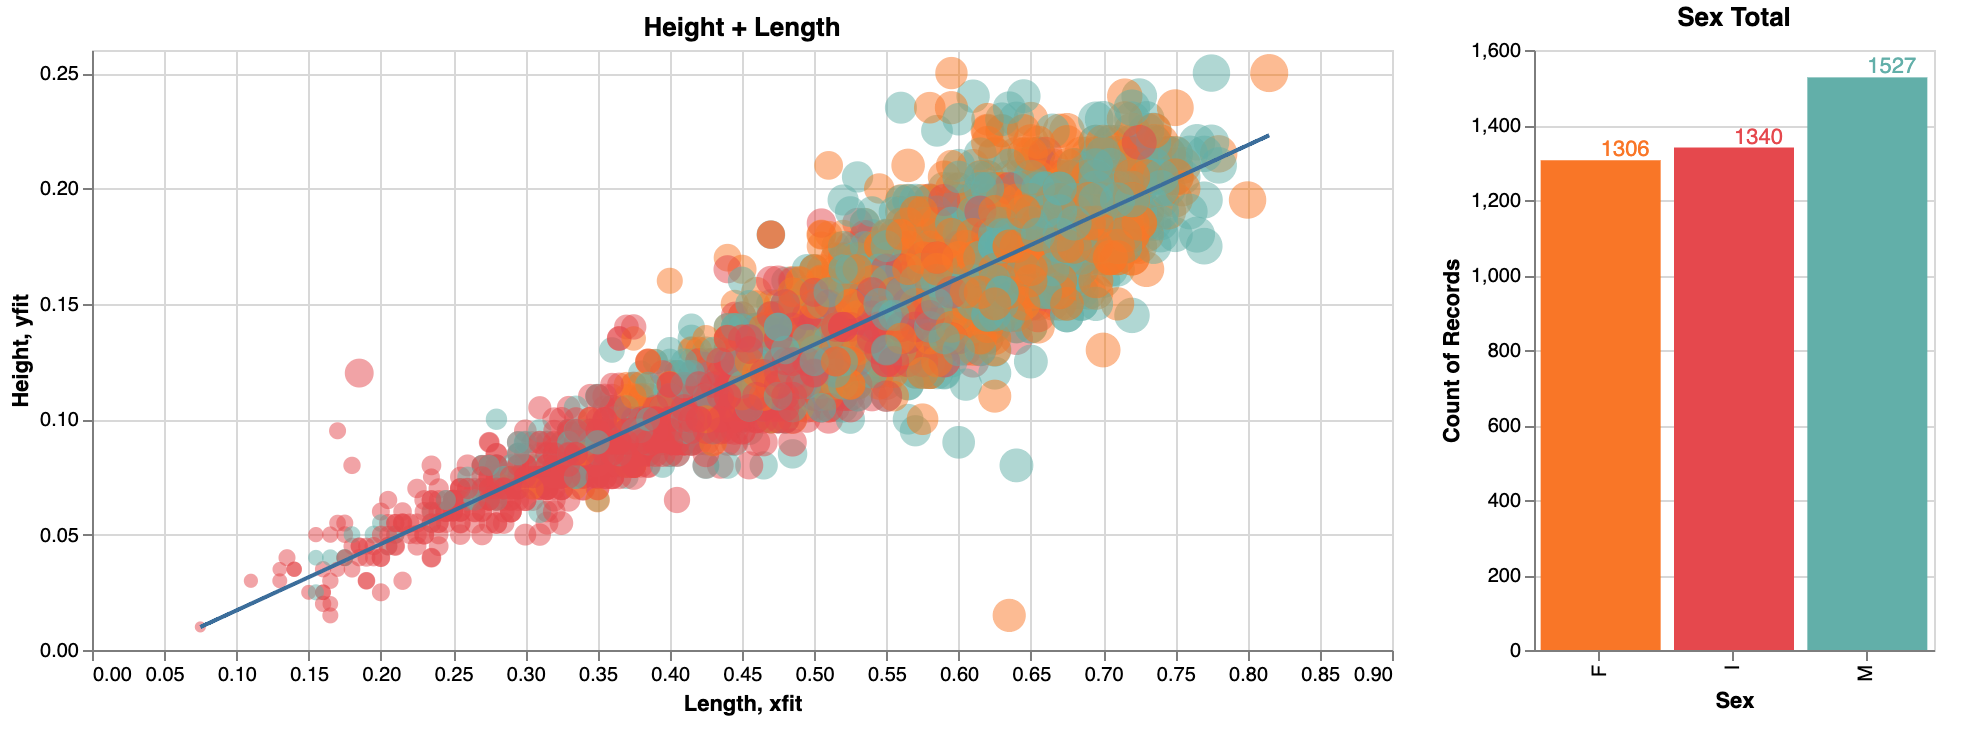 Height + Length
Height, yfit
0.25
0.20
0.15
0.10
0.05
0.00
0.00 0.05 0.10 0.15 0.20 0.25 0.30 0.35 0.40 0.45 0.50 0.55 0.60 0.65 0.70 0.75 0.80 0.85 0.90
Length, xfit
Sex Total
Count of Records
1,600
1,400
1,200
1,000
800
600
400
200
0
1306
1340
1527
F I M
Sex